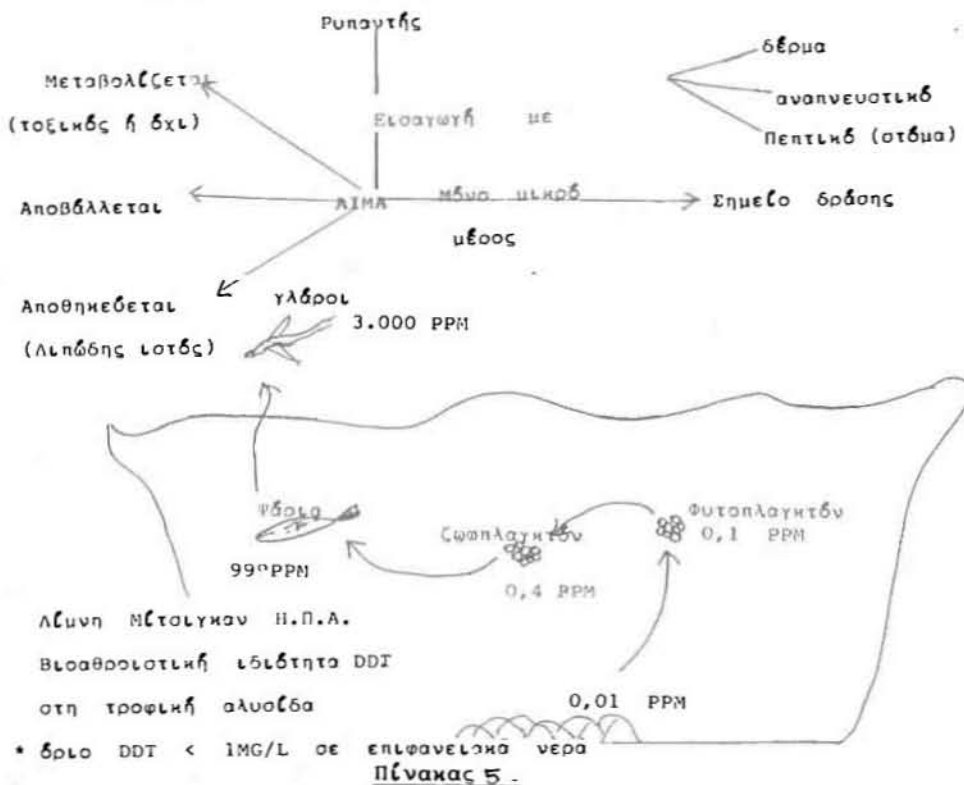 Ρυπαντής
Μεταβολίζεται
(τοξικός ή όχι)
Εισαγωγή με
δέρμα
αναπνευστικό
Πεπτικό (στόμα)
Αποβάλλεται
ΑΙΜΑ
Μόνο μικρό
μέρος
Σημείο δράσης
Αποθηκεύεται
(Λιπώδης ιστός)
γλάροι
3.000 PPM
Ψάρια
99 PPM
ζωοπλαγκτόν
0,4 PPM
Φυτοπλαγκτόν
0,1 PPM
0,01 PPM
Λίμνη Μίτσιγκαν Η.Π.Α.
Βιοαθροιστική ιδιότητα DDT
στη τροφική αλυσίδα
* όριο DDT < 1MG/L σε επιφανειακά νερά
Πίνακας 5.